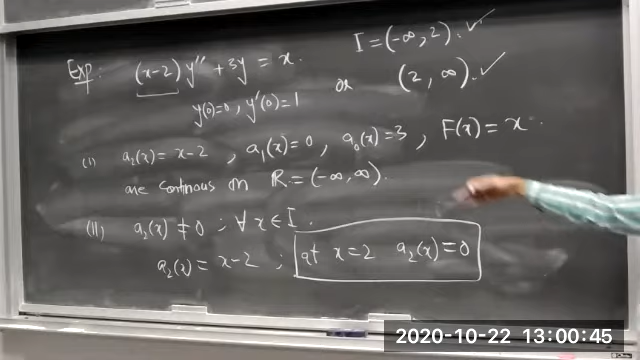 Exp: (x-2) y'' + 3y = x. I = (-∞, 2). ✓
y(0)=0, y'(0)=1 or (2, ∞). ✓
(I) a₂(x) = x-2 , a₁(x)=0 , a₀(x)=3 , F(x) = x.
are continous on ℝ = (-∞, ∞).
(II) a₂(x) ≠ 0 ; ∀ x ∈ I.
a₂(x) = x-2 ; at x=2 a₂(x)=0
2020-10-22 13:00:45